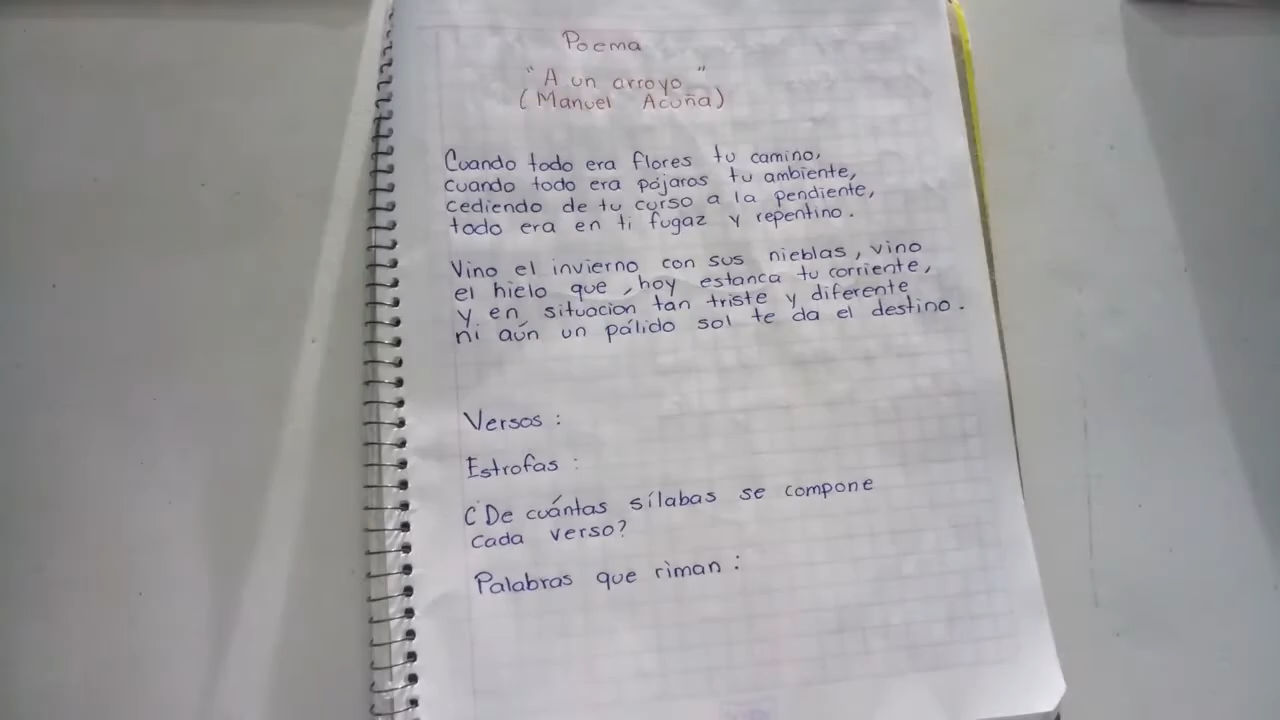 Poema
"A un arroyo"
(Manuel Acuña)
Cuando todo era flores tu camino,
cuando todo era pájaros tu ambiente,
cediendo de tu curso a la pendiente,
todo era en ti fugaz y repentino.
Vino el invierno con sus nieblas, vino
el hielo que, hoy estanca tu corriente,
y en situacion tan triste y diferente
ni aún un pálido sol te da el destino.
Versos:
Estrofas:
¿De cuántas sílabas se compone
cada verso?
Palabras que riman: